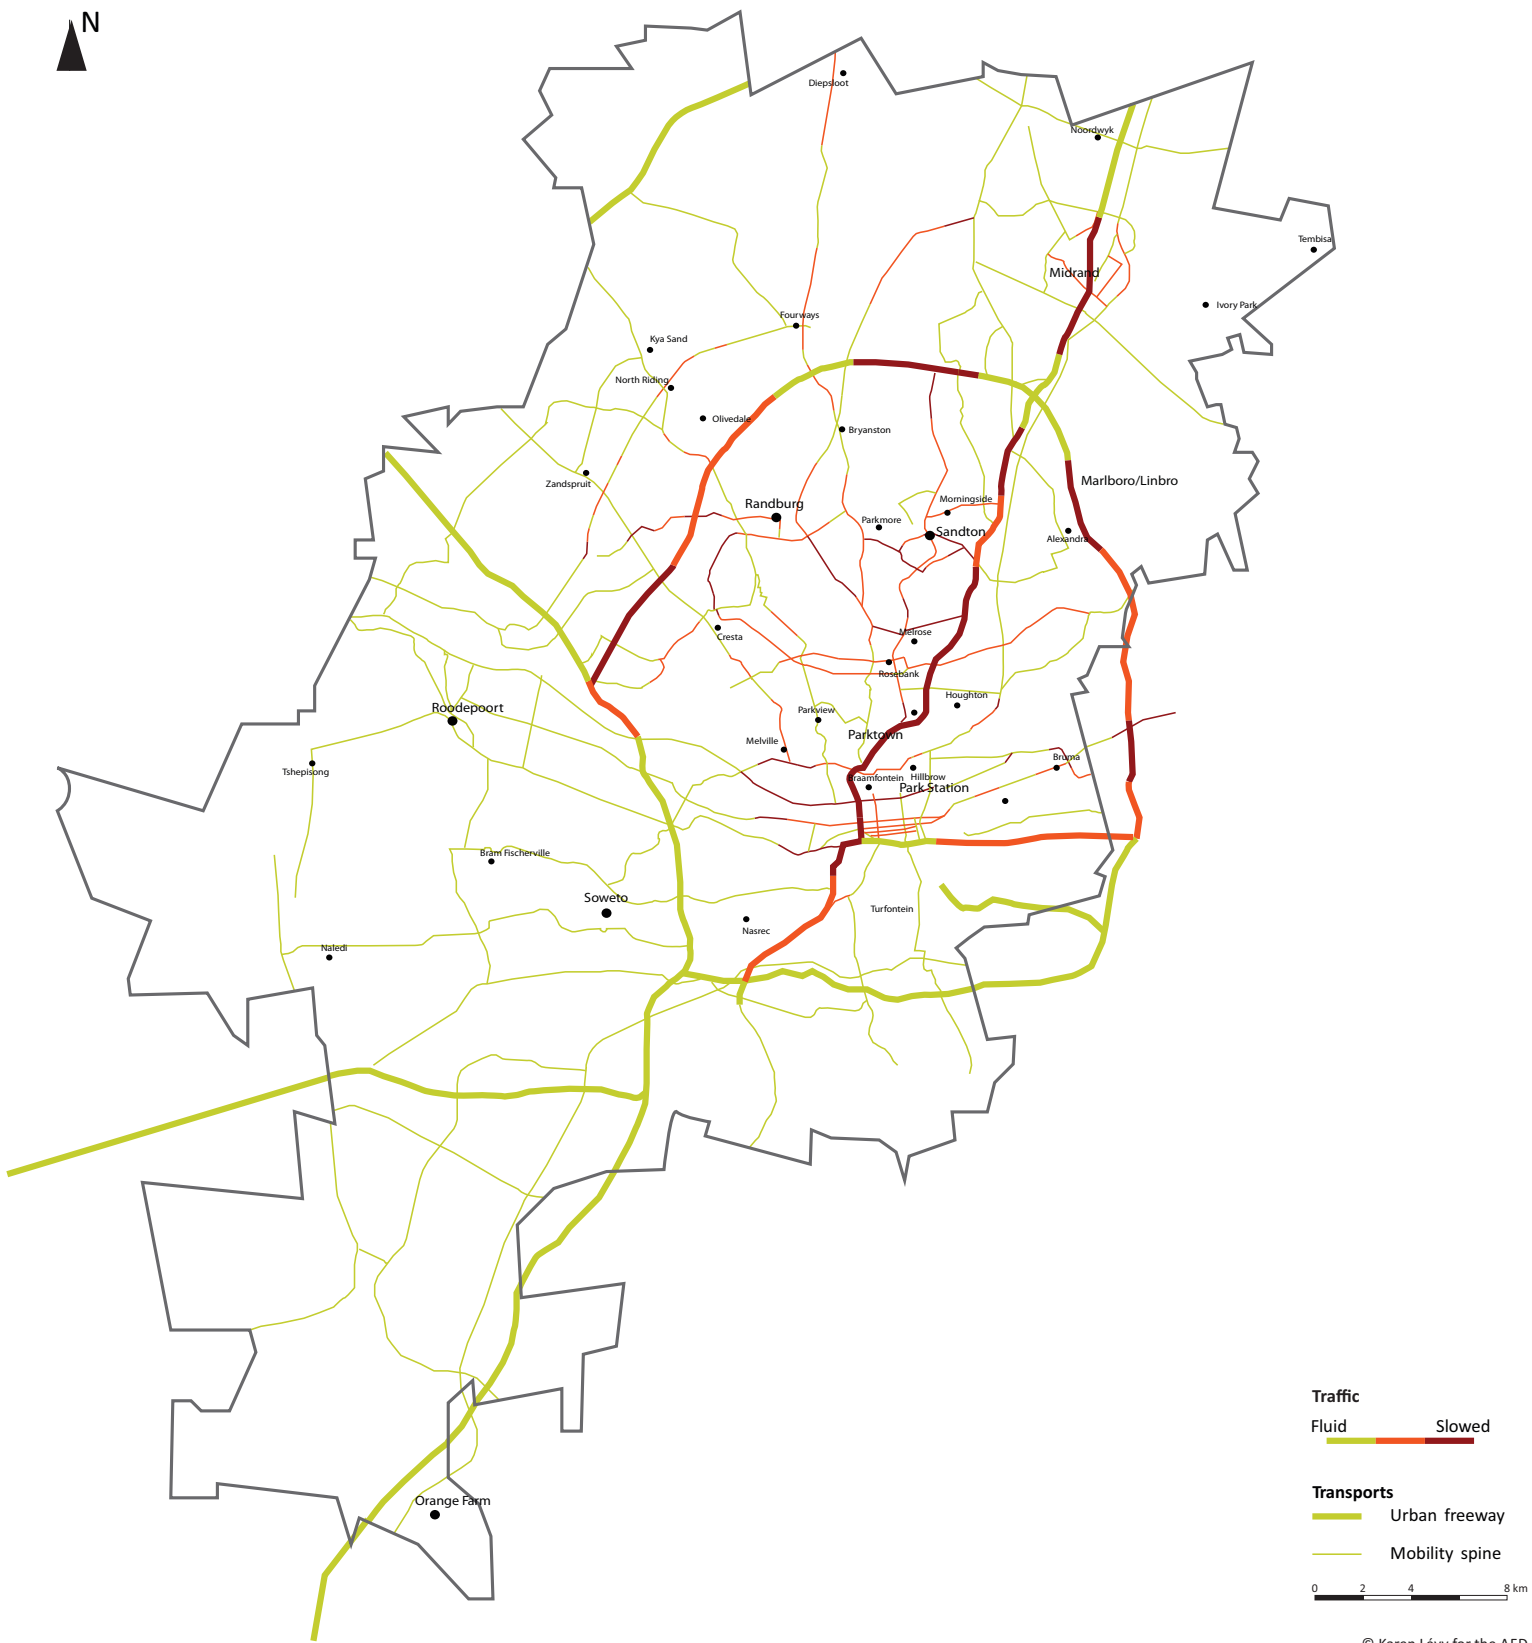 N
Diepsloot
Noordwyk
Tembisa
Midrand
Ivory Park
Fourways
Kya Sand
North Riding
Olivedale
Bryanston
Zandspruit
Marlboro/Linbro
Morningside
Randburg
Parkmore
Sandton
Alexandra
Cresta
Melrose
Rosebank
Houghton
Roodepoort
Parkview
Parktown
Melville
Bruma
Tshepisong
Braamfontein
Hillbrow
Park Station
Bram Fischerville
Soweto
Turfontein
Nasrec
Naledi
Orange Farm
Traffic
Fluid Slowed
Transports
Urban freeway
Mobility spine
0 2 4 8 km